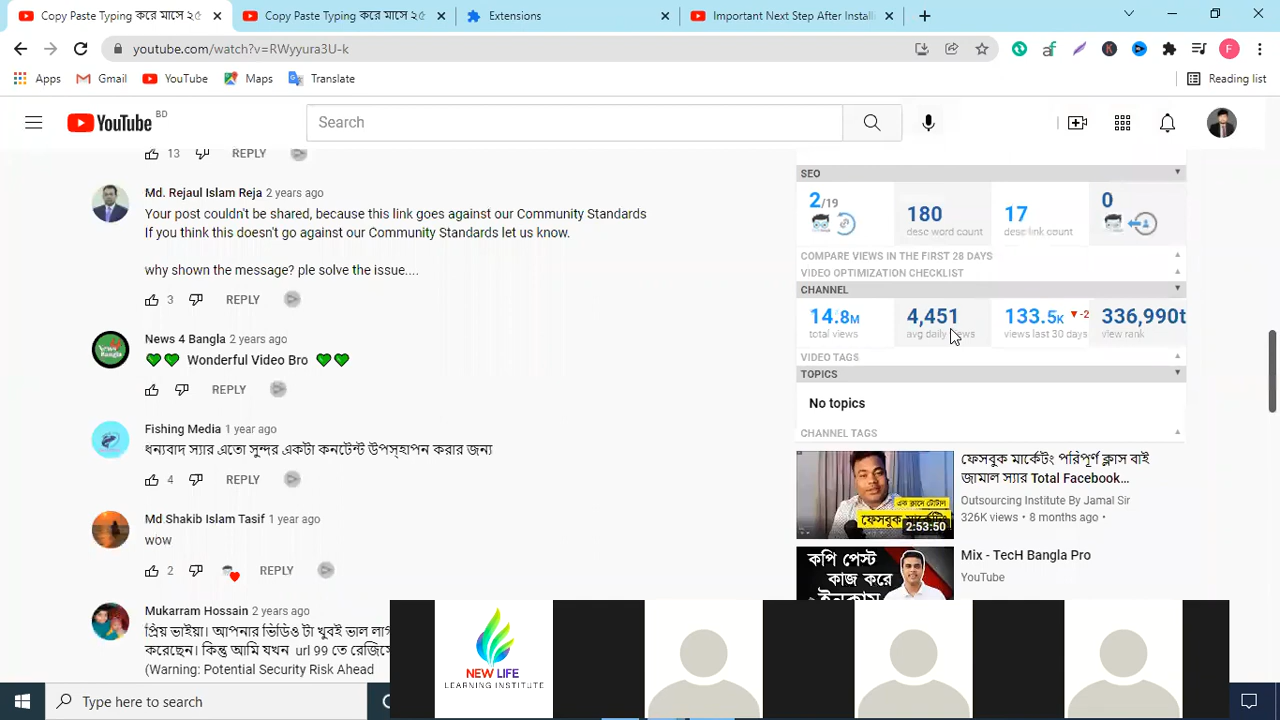 Copy Paste Typing করে মাসে ২৫
Copy Paste Typing করে মাসে ২৫
Extensions
Important Next Step After Install
youtube.com/watch?v=RWyyura3U-k
Apps
Gmail
YouTube
Maps
Translate
Reading list
YouTube BD
Search
13 REPLY
Md. Rejaul Islam Reja 2 years ago
Your post couldn't be shared, because this link goes against our Community Standards
If you think this doesn't go against our Community Standards let us know.
why shown the message? ple solve the issue....
3 REPLY
News 4 Bangla 2 years ago
Wonderful Video Bro
REPLY
Fishing Media 1 year ago
ধন্যবাদ স্যার এতো সুন্দর একটা কনটেন্ট উপস্হাপন করার জন্য
4 REPLY
Md Shakib Islam Tasif 1 year ago
wow
2 REPLY
Mukarram Hossain 2 years ago
প্রিয় ভাইয়া। আপনার ভিডিও টা খুবই ভাল
করেছেন। কিন্তু আমি যখন url 99 তে
(Warning: Potential Security Risk Ahead
SEO
2/19
180
desc word count
17
desc link count
0
COMPARE VIEWS IN THE FIRST 28 DAYS
VIDEO OPTIMIZATION CHECKLIST
CHANNEL
14.8M
total views
4,451
avg daily views
133.5K -2
views last 30 days
336,990t
view rank
VIDEO TAGS
TOPICS
No topics
CHANNEL TAGS
এক ক্লাসে টোটাল
2:53:50
ফেসবুক মার্কেটিং পরিপূর্ণ ক্লাস বাই
জামাল স্যার Total Facebook...
Outsourcing Institute By Jamal Sir
326K views • 8 months ago •
কপি পেস্ট
কাজ করে
Mix - TecH Bangla Pro
YouTube
NEW LIFE
LEARNING INSTITUTE
Type here to search
F
K